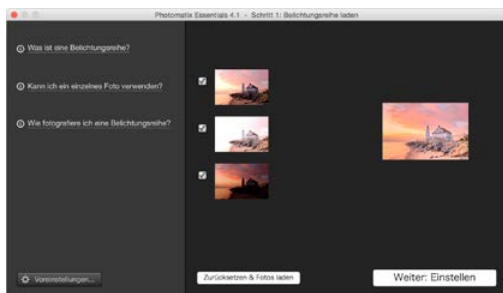 Photomatix Essentials 4.1 - Schritt 1: Belichtungsreihe laden
Was ist eine Belichtungsreihe?
Kann ich ein einzelnes Foto verwenden?
Wie fotografiere ich eine Belichtungsreihe?
Voreinstellungen...
Zurücksetzen & Fotos laden
Weiter: Einstellen